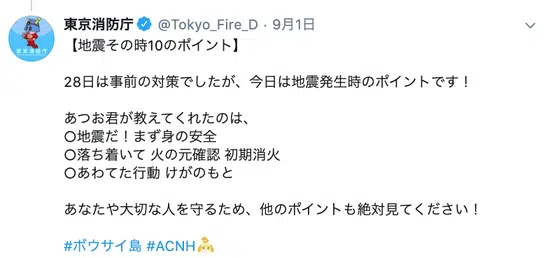 東京消防庁 @Tokyo_Fire_D・9月1日
【地震その時10のポイント】
28日は事前の対策でしたが、今日は地震発生時のポイントです！
あつお君が教えてくれたのは、
○地震だ！まず身の安全
○落ち着いて 火の元確認 初期消火
○あわてた行動 けがのもと
あなたや大切な人を守るため、他のポイントも絶対見てください！
#ボウサイ島 #ACNH